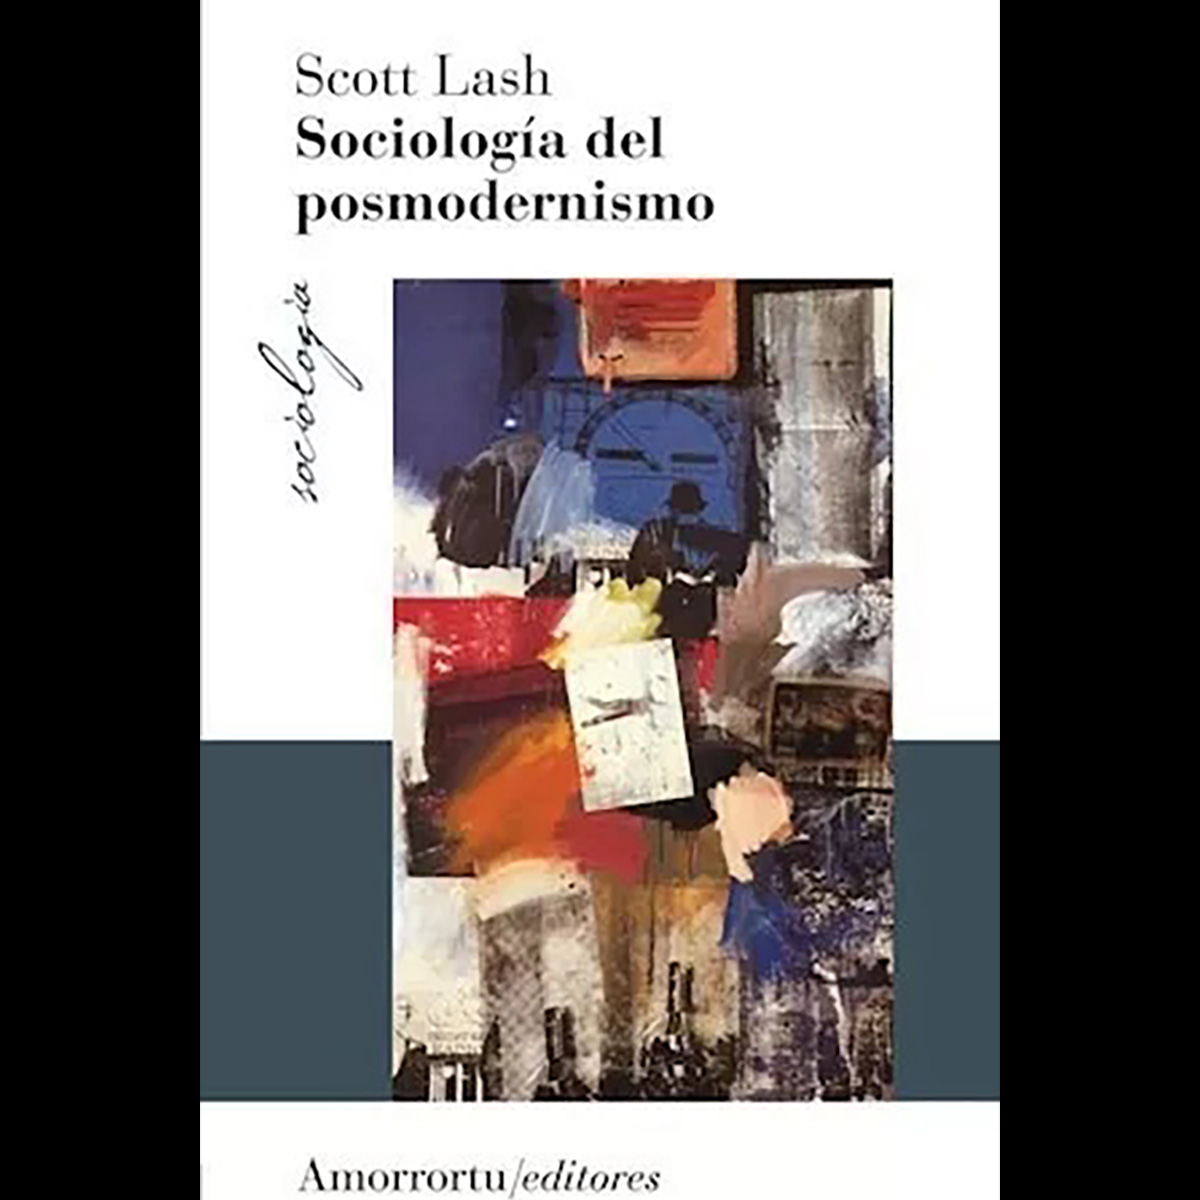 Scott Lash
Sociología del
posmodernismo
sociología
Amorrortu/editores